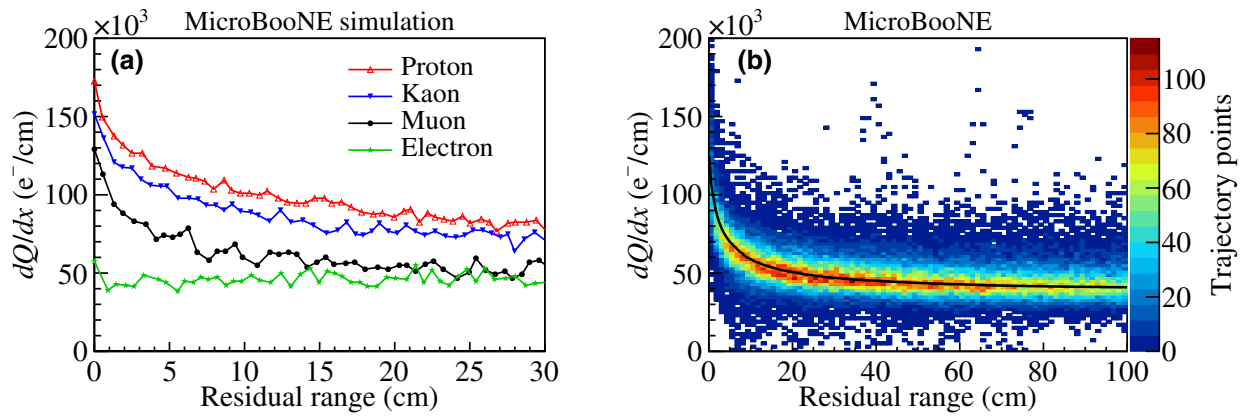 ×10³ MicroBooNE simulation
(a)
Proton
Kaon
Muon
Electron
200
150
100
50
0
dQ/dx (e⁻/cm)
0 5 10 15 20 25 30
Residual range (cm)
×10³ MicroBooNE
(b)
200
150
100
50
0
dQ/dx (e⁻/cm)
0 20 40 60 80 100
Residual range (cm)
100
80
60
40
20
0
Trajectory points